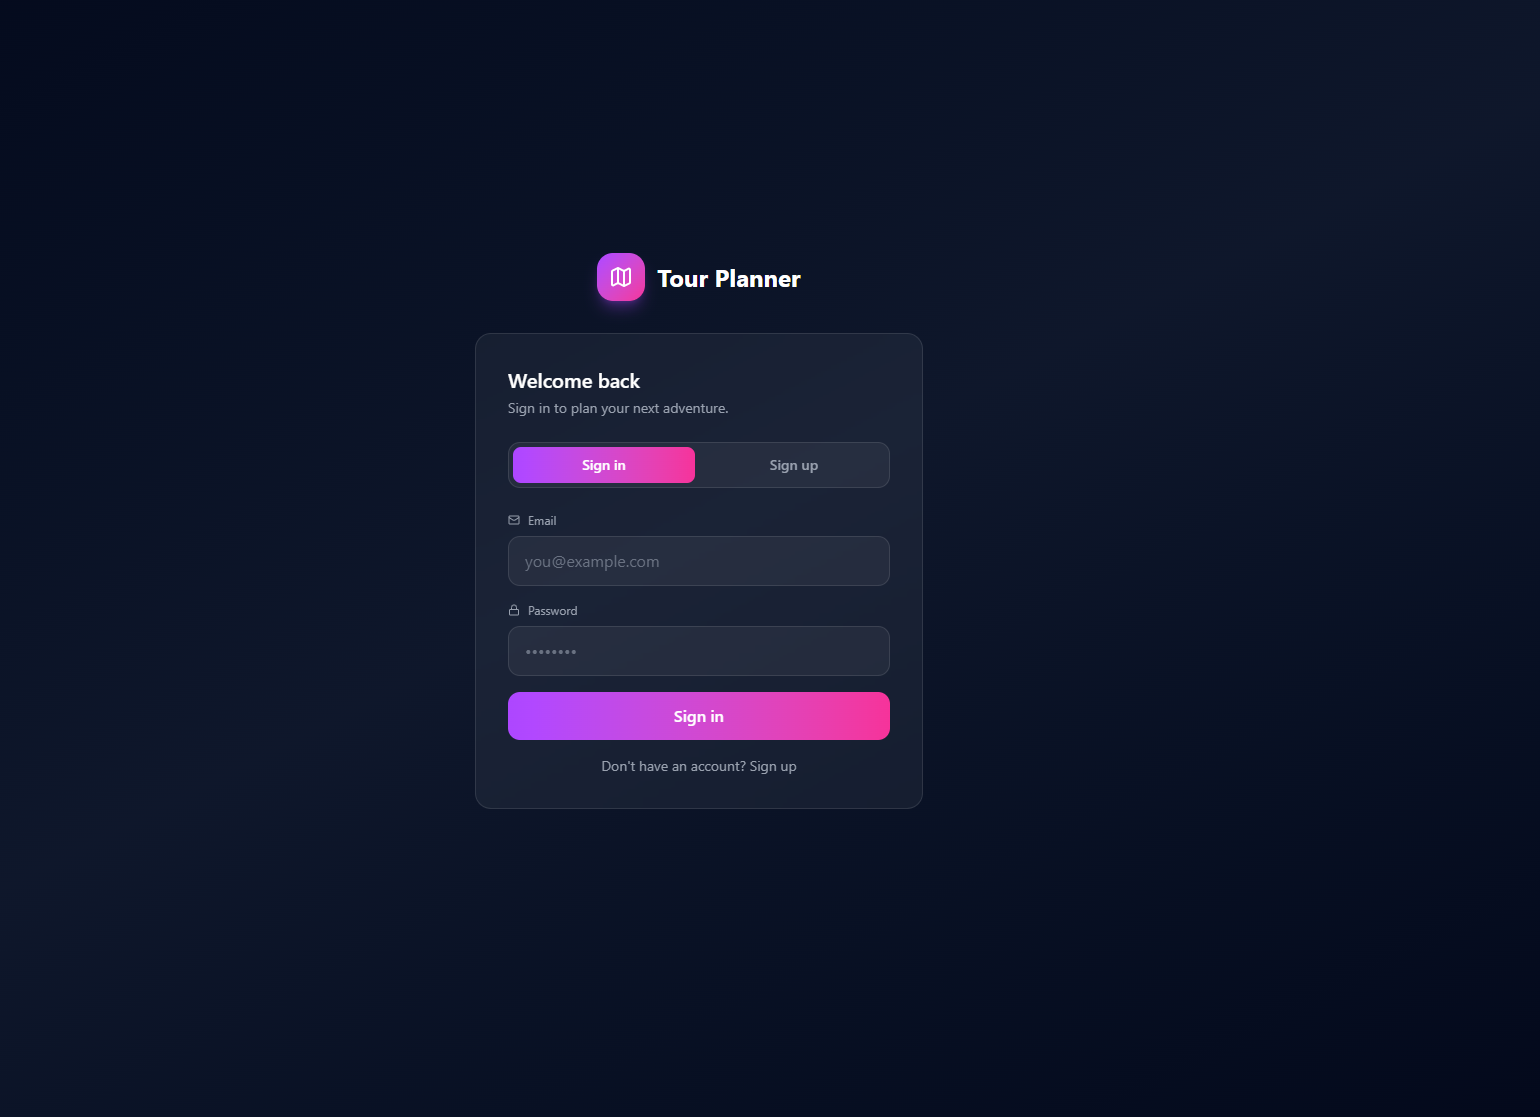 Tour Planner
Welcome back
Sign in to plan your next adventure.
Sign in
Sign up
Email
you@example.com
Password
••••••••
Sign in
Don't have an account? Sign up